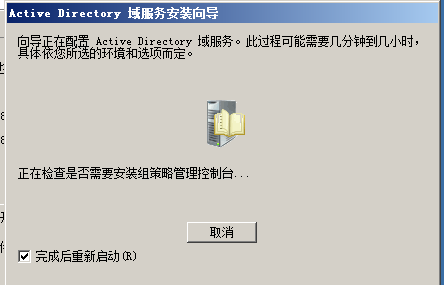 Active Directory 域服务安装向导
向导正在配置 Active Directory 域服务。此过程可能需要几分钟到几小时，
具体依您所选的环境和选项而定。
正在检查是否需要安装组策略管理控制台...
取消
完成后重新启动(R)